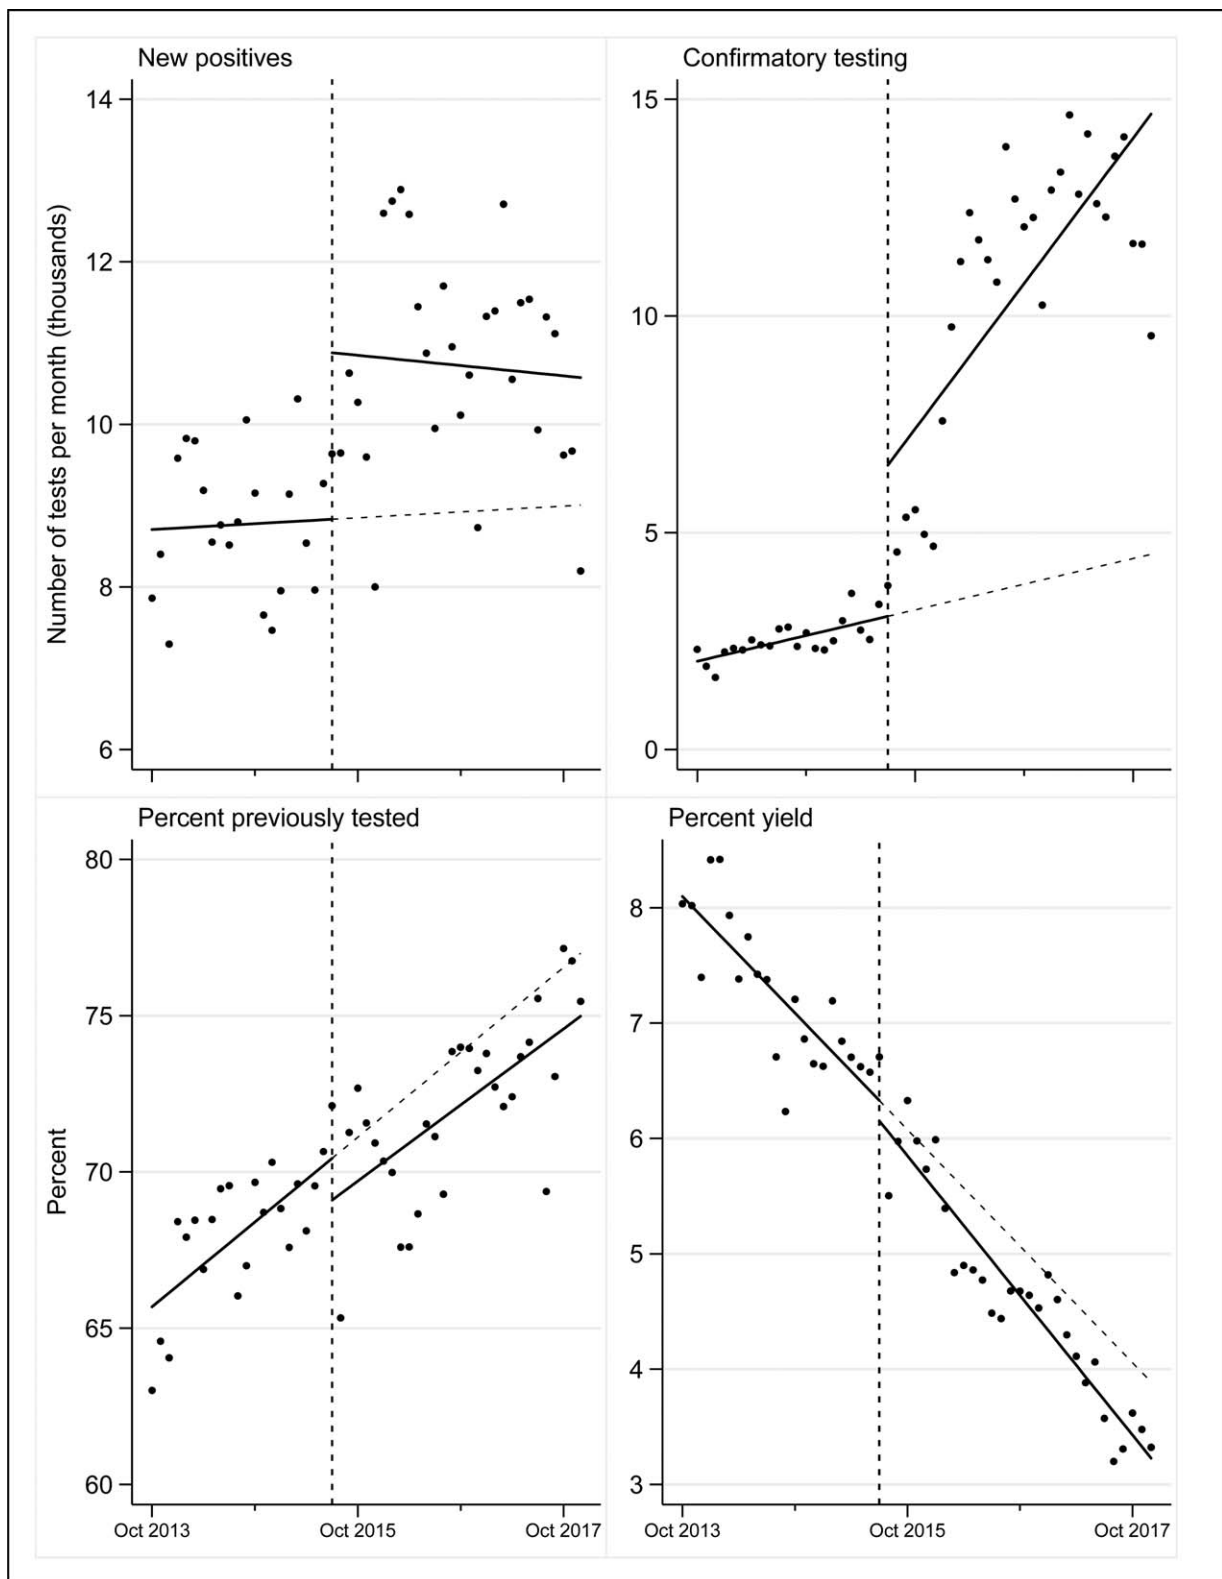 New positives
Number of tests per month (thousands)
14
12
10
8
6
Confirmatory testing
15
10
5
0
Percent previously tested
Percent
80
75
70
65
60
Oct 2013
Oct 2015
Oct 2017
Percent yield
8
7
6
5
4
3
Oct 2013
Oct 2015
Oct 2017